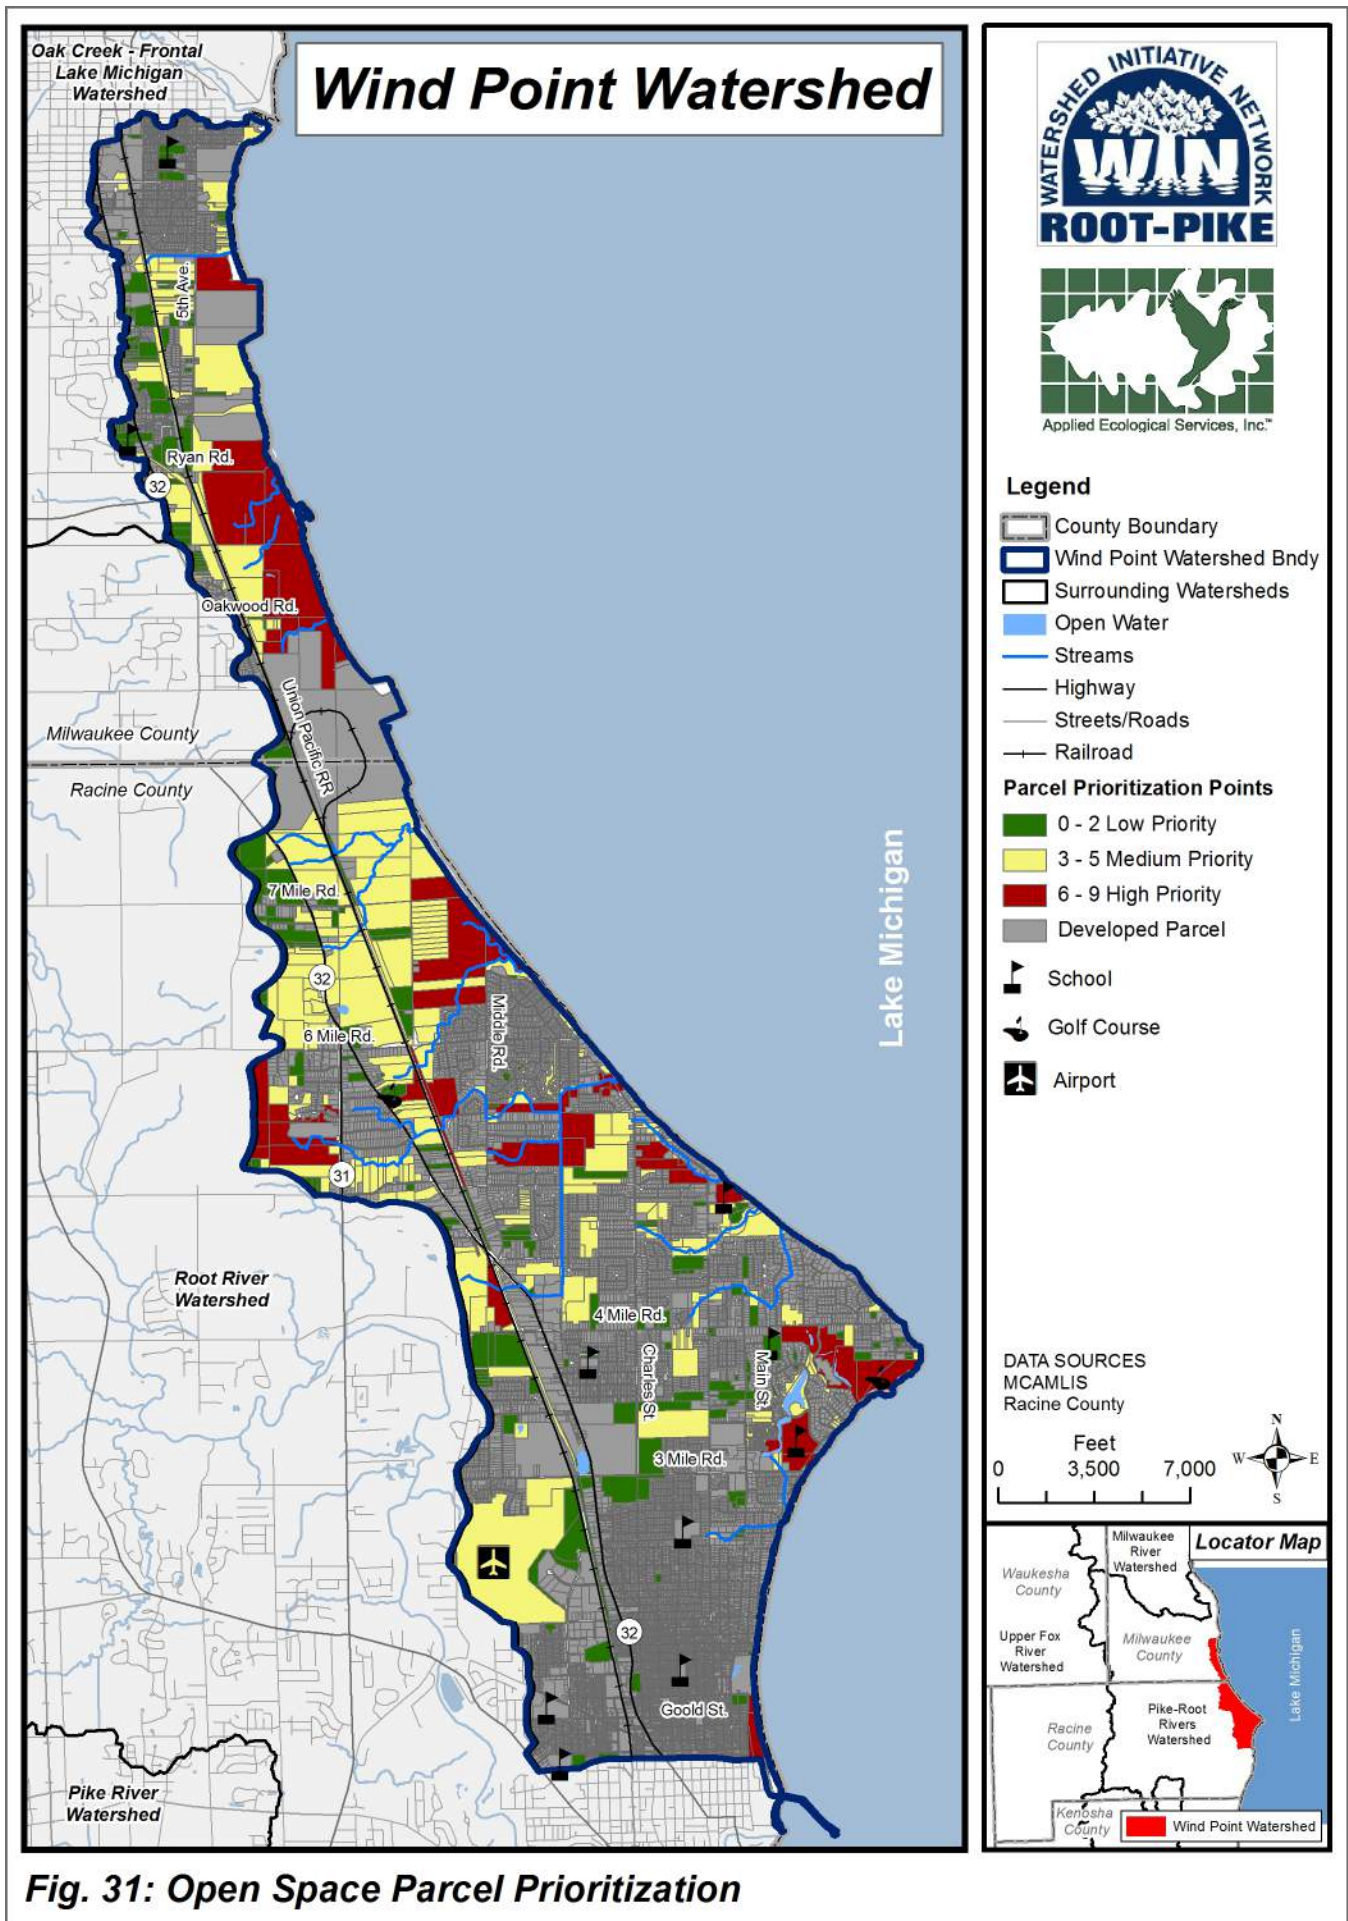 Wind Point Watershed
Oak Creek - Frontal
Lake Michigan
Watershed
5th Ave.
Ryan Rd.
32
Oakwood Rd.
Union Pacific RR
Milwaukee County
Racine County
Lake Michigan
7 Mile Rd.
32
Middle Rd.
6 Mile Rd.
31
Root River
Watershed
4 Mile Rd.
Charles St.
Main St.
3 Mile Rd.
32
Goold St.
Pike River
Watershed
WATERSHED INITIATIVE NETWORK
WIN
ROOT-PIKE
Applied Ecological Services, Inc.™
Legend
County Boundary
Wind Point Watershed Bndy
Surrounding Watersheds
Open Water
Streams
Highway
Streets/Roads
Railroad
Parcel Prioritization Points
0 - 2 Low Priority
3 - 5 Medium Priority
6 - 9 High Priority
Developed Parcel
School
Golf Course
Airport
DATA SOURCES
MCAMLIS
Racine County
Feet
0 3,500 7,000
N
W E
S
Locator Map
Milwaukee
River
Watershed
Waukesha
County
Upper Fox
River
Watershed
Milwaukee
County
Lake Michigan
Racine
County
Pike-Root
Rivers
Watershed
Kenosha
County
Wind Point Watershed
Fig. 31: Open Space Parcel Prioritization